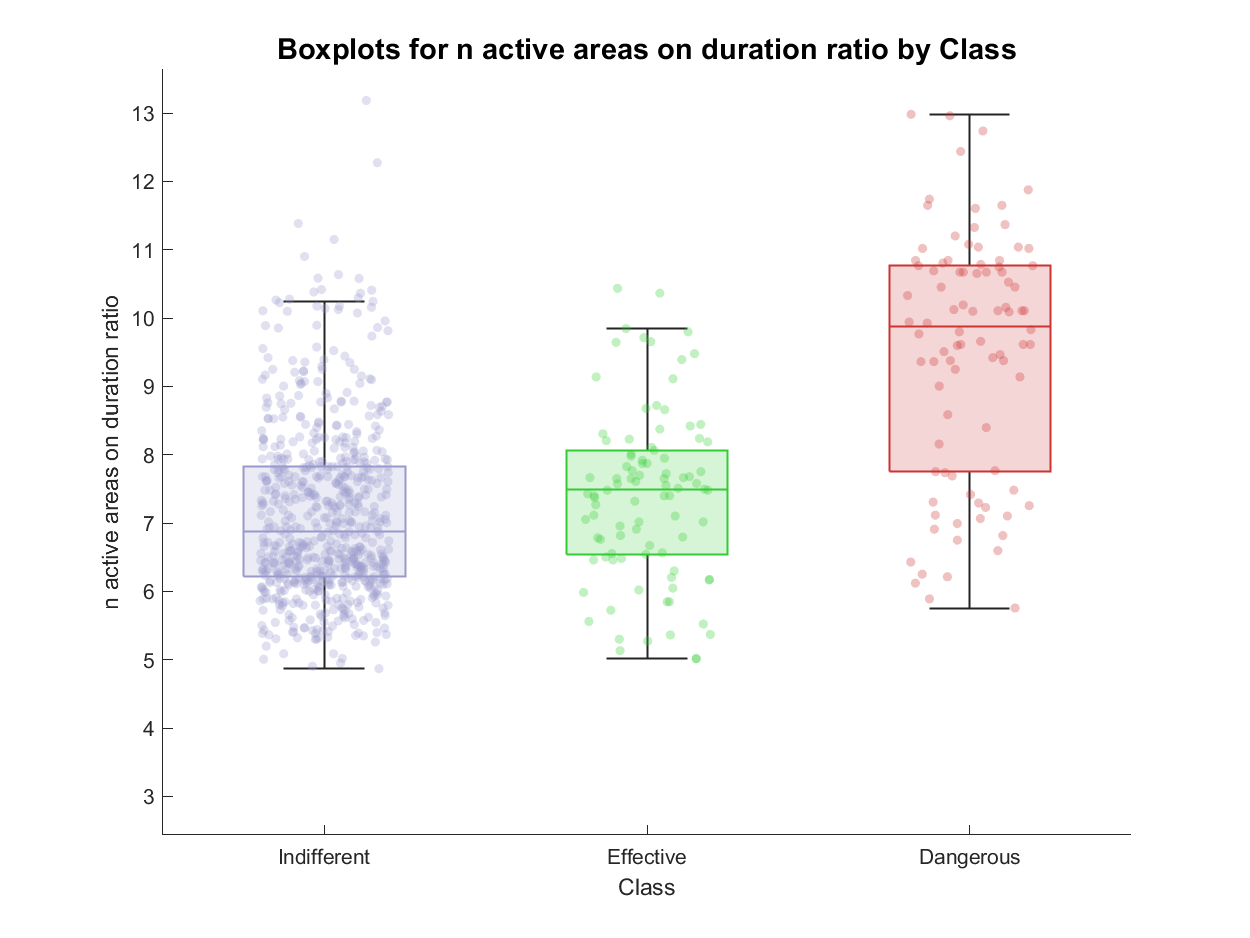 Boxplots for n active areas on duration ratio by Class
n active areas on duration ratio
13
12
11
10
9
8
7
6
5
4
3
Indifferent
Effective
Dangerous
Class